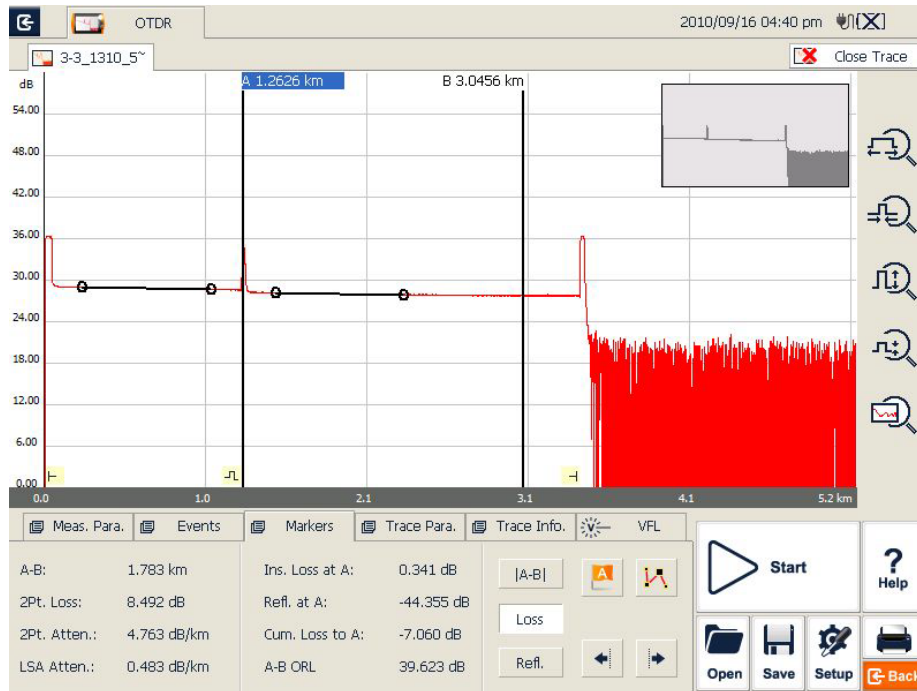 OTDR
2010/09/16 04:40 pm
3-3_1310_5~
Close Trace
dB
A 1.2626 km
B 3.0456 km
54.00
48.00
42.00
36.00
30.00
24.00
18.00
12.00
6.00
0.00
0.0 1.0 2.1 3.1 4.1 5.2 km
Meas. Para. Events Markers Trace Para. Trace Info. VFL
A-B: 1.783 km Ins. Loss at A: 0.341 dB |A-B| A
2Pt. Loss: 8.492 dB Refl. at A: -44.355 dB
Loss
2Pt. Atten.: 4.763 dB/km Cum. Loss to A: -7.060 dB
LSA Atten.: 0.483 dB/km A-B ORL 39.623 dB Refl.
Start
?
Help
Open Save Setup Back